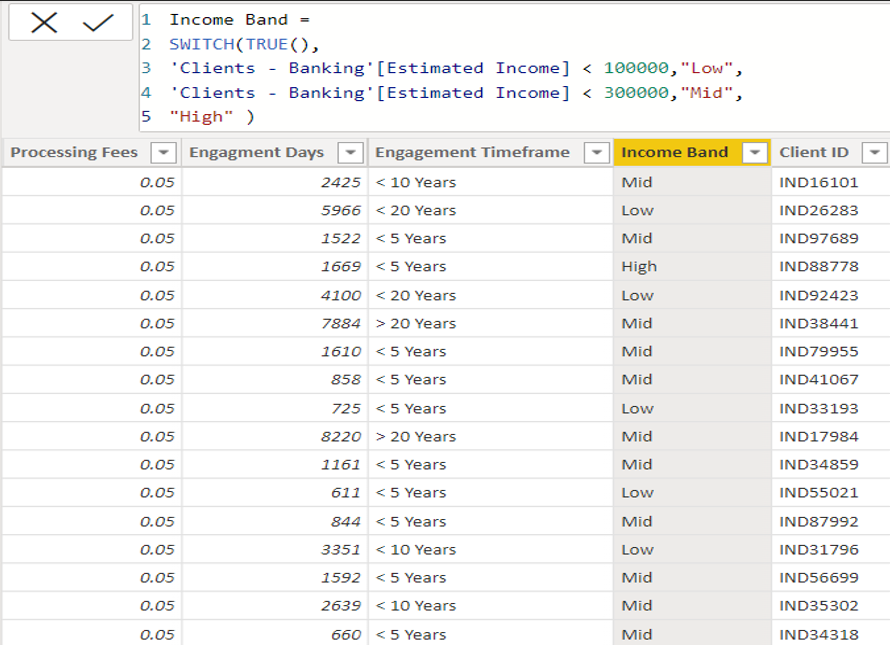 1 Income Band =
2 SWITCH(TRUE(),
3 'Clients - Banking'[Estimated Income] < 100000,"Low",
4 'Clients - Banking'[Estimated Income] < 300000,"Mid",
5 "High" )
Processing Fees Engagment Days Engagement Timeframe Income Band Client ID
0.05 2425 < 10 Years Mid IND16101
0.05 5966 < 20 Years Low IND26283
0.05 1522 < 5 Years Mid IND97689
0.05 1669 < 5 Years High IND88778
0.05 4100 < 20 Years Low IND92423
0.05 7884 > 20 Years Mid IND38441
0.05 1610 < 5 Years Mid IND79955
0.05 858 < 5 Years Mid IND41067
0.05 725 < 5 Years Low IND33193
0.05 8220 > 20 Years Mid IND17984
0.05 1161 < 5 Years Mid IND34859
0.05 611 < 5 Years Low IND55021
0.05 844 < 5 Years Mid IND87992
0.05 3351 < 10 Years Low IND31796
0.05 1592 < 5 Years Mid IND56699
0.05 2639 < 10 Years Mid IND35302
0.05 660 < 5 Years Mid IND34318